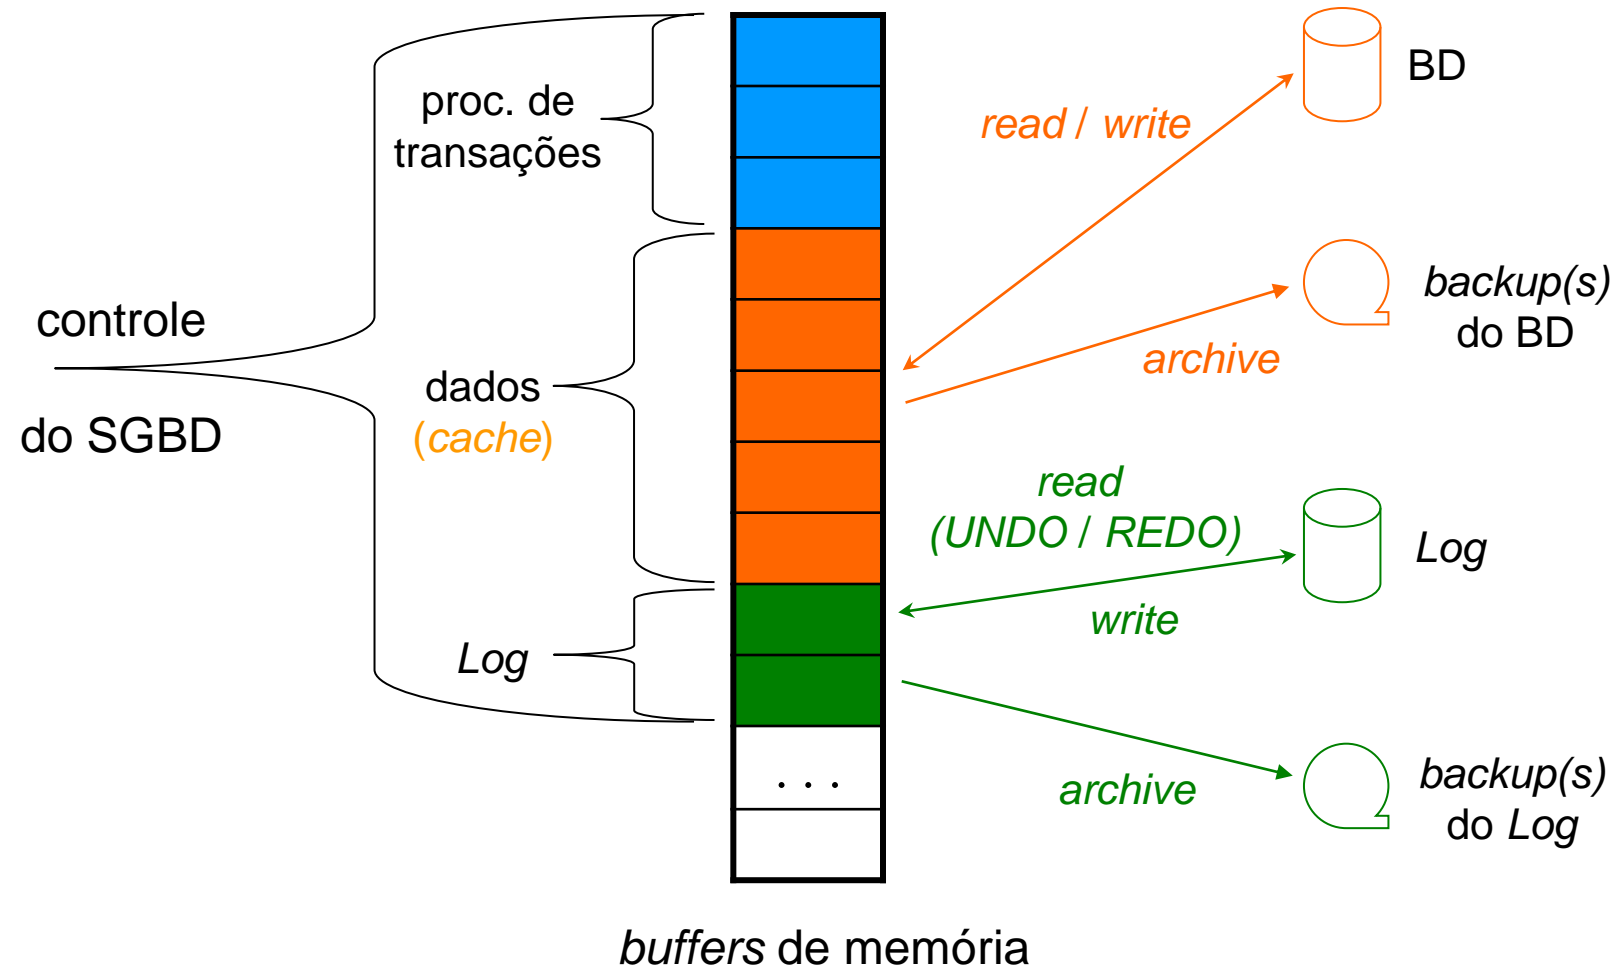 proc. de
transações
controle
do SGBD
dados
(cache)
Log
. . .
buffers de memória
read / write
BD
archive
backup(s)
do BD
read
(UNDO / REDO)
write
Log
archive
backup(s)
do Log